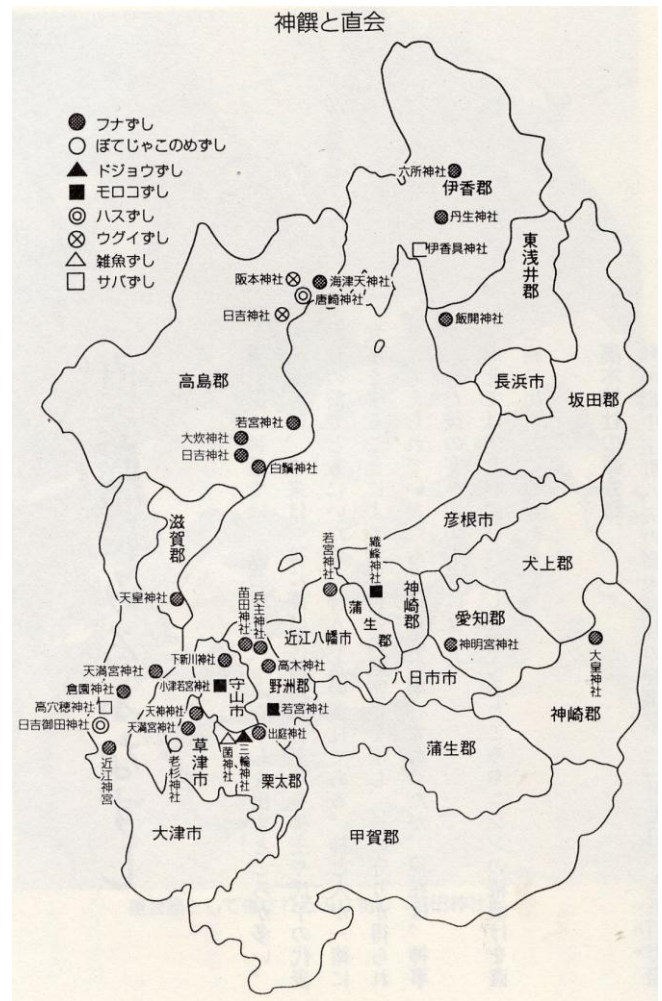 神饌と直会
フナずし
ぼてじゃこのめずし
ドジョウずし
モロコずし
ハスずし
ウグイずし
雑魚ずし
サバずし
六所神社
伊香郡
丹生神社
伊香具神社
東浅井郡
阪本神社
海津天神社
唐崎神社
日吉神社
飯開神社
長浜市
坂田郡
高島郡
若宮神社
大炊神社
日吉神社
白鬚神社
彦根市
滋賀郡
犬上郡
若宮神社
繖峰神社
神崎郡
愛知郡
蒲生郡
天皇神社
苗田神社
兵主神社
近江八幡市
神明宮神社
大皇神社
下新川神社
高木神社
八日市市
天満宮神社
倉園神社
小津若宮神社
守山市
野洲郡
神崎郡
高穴穂神社
天神神社
若宮神社
日吉御田神社
天満宮神社
出庭神社
蒲生郡
近江神宮
老杉神社
草津市
菌神社
三輪神社
栗太郡
大津市
甲賀郡